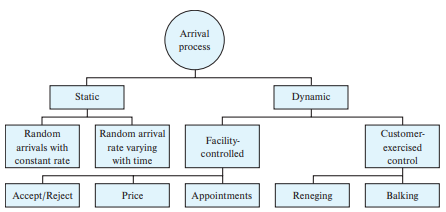 Arrival
process
Static
Dynamic
Random
arrivals with
constant rate
Random arrival
rate varying
with time
Facility-
controlled
Customer-
exercised
control
Accept/Reject
Price
Appointments
Reneging
Balking